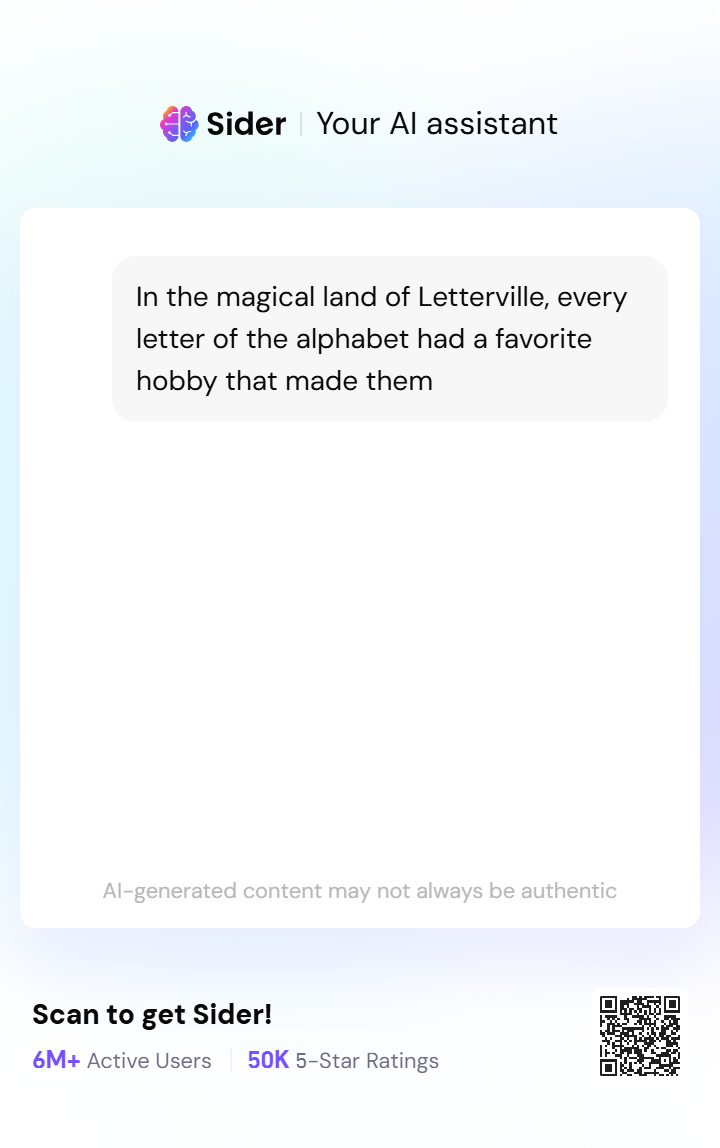 Sider | Your AI assistant
In the magical land of Letterville, every
letter of the alphabet had a favorite
hobby that made them
AI-generated content may not always be authentic
Scan to get Sider!
6M+ Active Users | 50K 5-Star Ratings